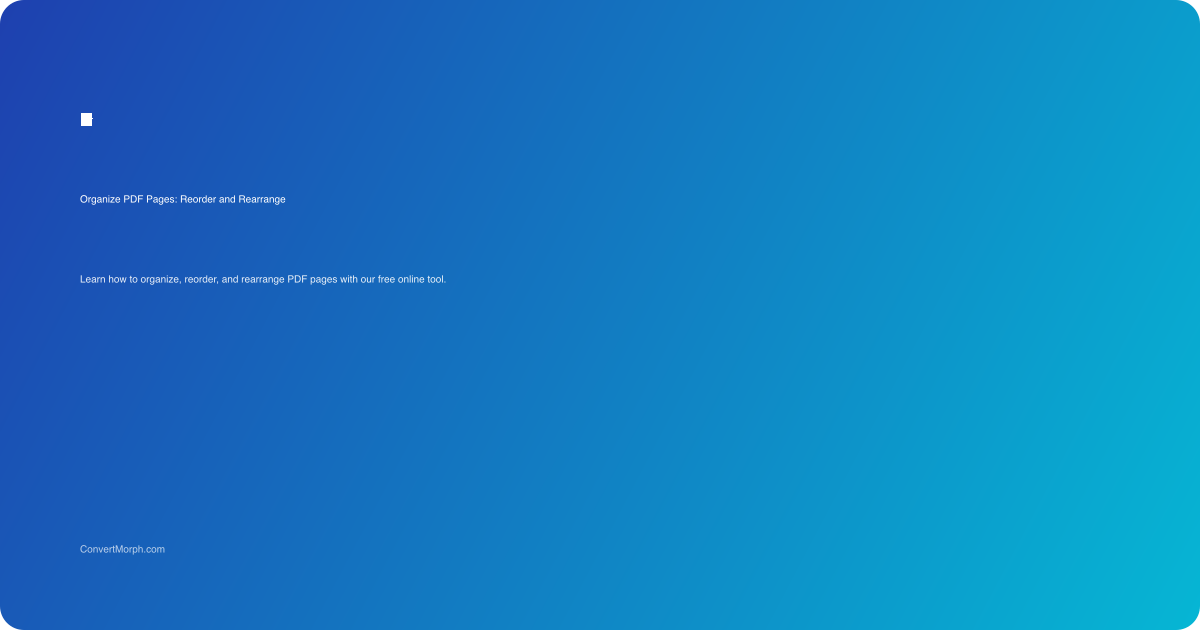 Organize PDF Pages: Reorder and Rearrange
Learn how to organize, reorder, and rearrange PDF pages with our free online tool.
ConvertMorph.com